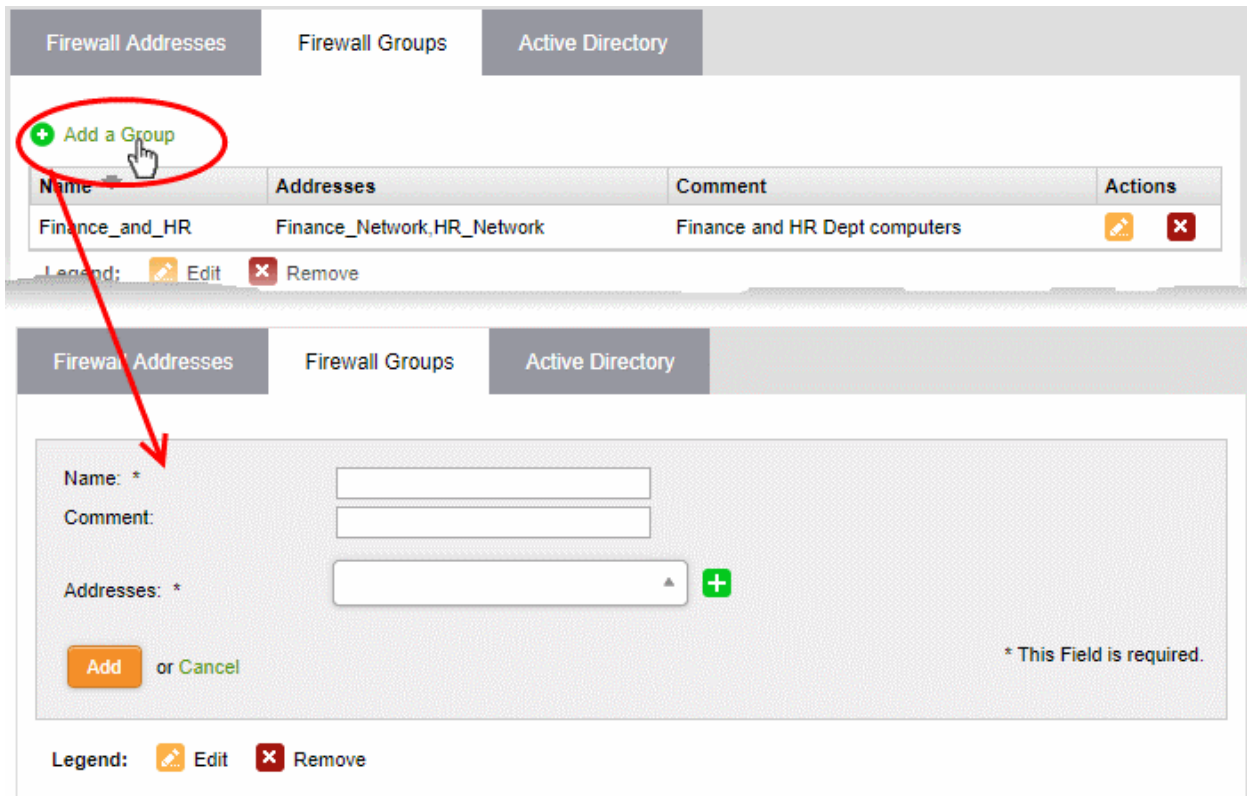 Firewall Addresses Firewall Groups Active Directory
Add a Group
Name Addresses Comment Actions
Finance_and_HR Finance_Network,HR_Network Finance and HR Dept computers
Legend: Edit Remove
Firewall Addresses Firewall Groups Active Directory
Name: *
Comment:
Addresses: *
Add or Cancel * This Field is required.
Legend: Edit Remove